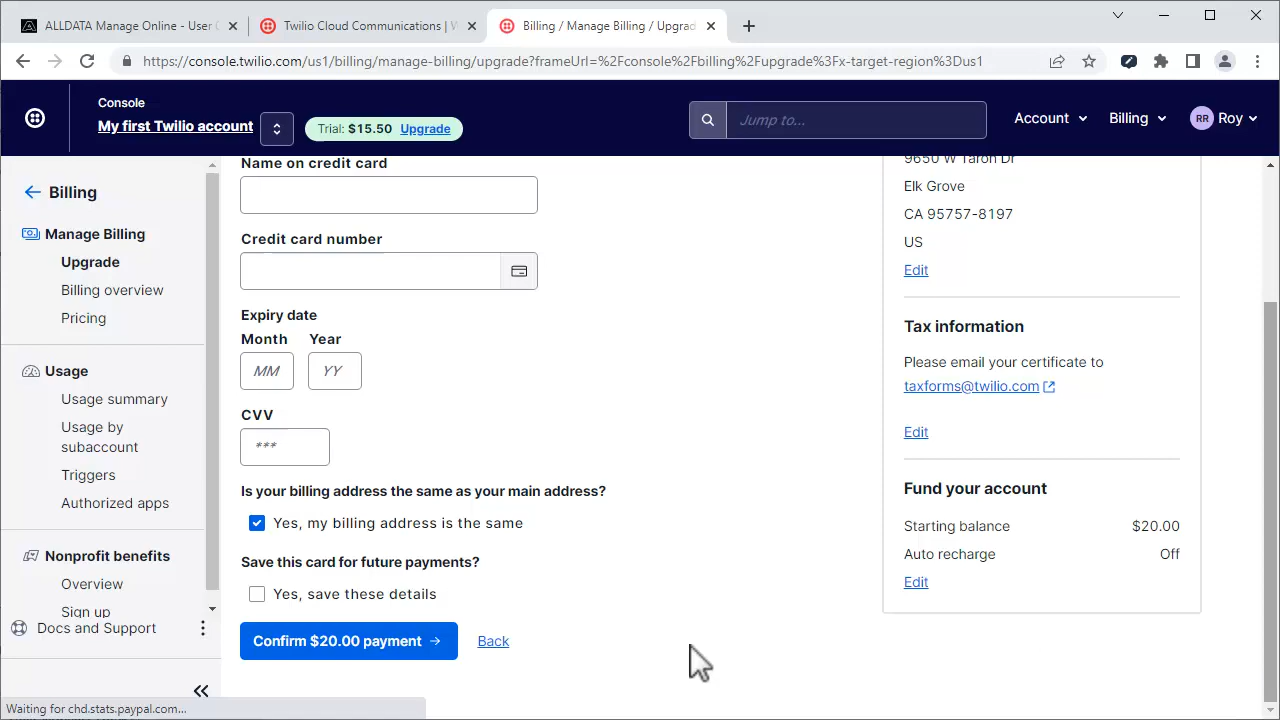 ALLDATA Manage Online - User G
Twilio Cloud Communications | W
Billing / Manage Billing / Upgrad
https://console.twilio.com/us1/billing/manage-billing/upgrade?frameUrl=%2Fconsole%2Fbilling%2Fupgrade%3Fx-target-region%3Dus1
Console
My first Twilio account
Trial: $15.50 Upgrade
Jump to...
Account
Billing
RR Roy
Billing
Manage Billing
Upgrade
Billing overview
Pricing
Usage
Usage summary
Usage by
subaccount
Triggers
Authorized apps
Nonprofit benefits
Overview
Sign up
Docs and Support
Name on credit card
Credit card number
Expiry date
Month Year
MM YY
CVV
***
Is your billing address the same as your main address?
Yes, my billing address is the same
Save this card for future payments?
Yes, save these details
Confirm $20.00 payment →
Back
9650 W Taron Dr
Elk Grove
CA 95757-8197
US
Edit
Tax information
Please email your certificate to
taxforms@twilio.com
Edit
Fund your account
Starting balance $20.00
Auto recharge Off
Edit
Waiting for chd.stats.paypal.com...